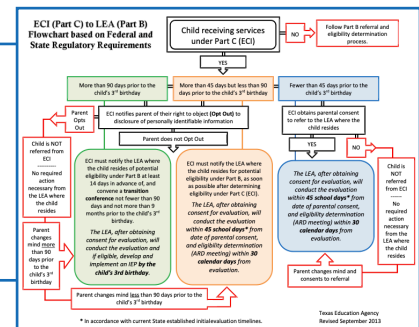 ECI (Part C) to LEA (Part B)
Flowchart based on Federal and
State Regulatory Requirements
Child receiving services
under Part C (ECI)
NO
Follow Part B referral and
eligibility determination
process.
YES
More than 90 days prior to the
child's 3rd birthday
More than 45 days but less than 90
days prior to the child's 3rd birthday
Fewer than 45 days prior to the
child's 3rd birthday
Parent
Opts
Out
ECI notifies parent of their right to object (Opt Out) to
disclosure of personally identifiable information
ECI obtains parental consent
to refer to the LEA where the
child resides
Parent does not Opt Out
YES
NO
Child is NOT
referred from
ECI
No
required action
necessary from
the LEA where
the child
resides
ECI must notify the LEA where
the child resides of potential
eligibility under Part B at least
14 days in advance of, and
convene a transition
conference not fewer than 90
days and not more than 9
months prior to the child's 3rd
birthday.
The LEA, after obtaining
consent for evaluation, will
conduct the evaluation and
if eligible, develop and
implement an IEP by the
child's 3rd birthday.
ECI must notify the LEA where
the child resides for potential
eligibility under Part B, as soon
as possible after determining
eligibility under Part C (ECI).
The LEA, after obtaining
consent for evaluation, will
conduct the evaluation within
45 school days* from
date of parental consent,
and eligibility determination
(ARD meeting) within 30
calendar days from
evaluation.
The LEA, after obtaining
consent for evaluation, will
conduct the evaluation
within 45 school days* from
date of parental consent,
and eligibility determination
(ARD meeting) within 30
calendar days from
evaluation.
Child is NOT
referred from
ECI
No
required action
necessary from
the LEA where
the child
resides
Parent
changes mind
more than 90
days prior to
the child's 3rd
birthday
Parent changes mind and
consents to referral
Parent changes mind less than 90 days prior to the
child's 3rd birthday
* In accordance with current State established initialevaluation timelines.
Texas Education Agency
Revised September 2013